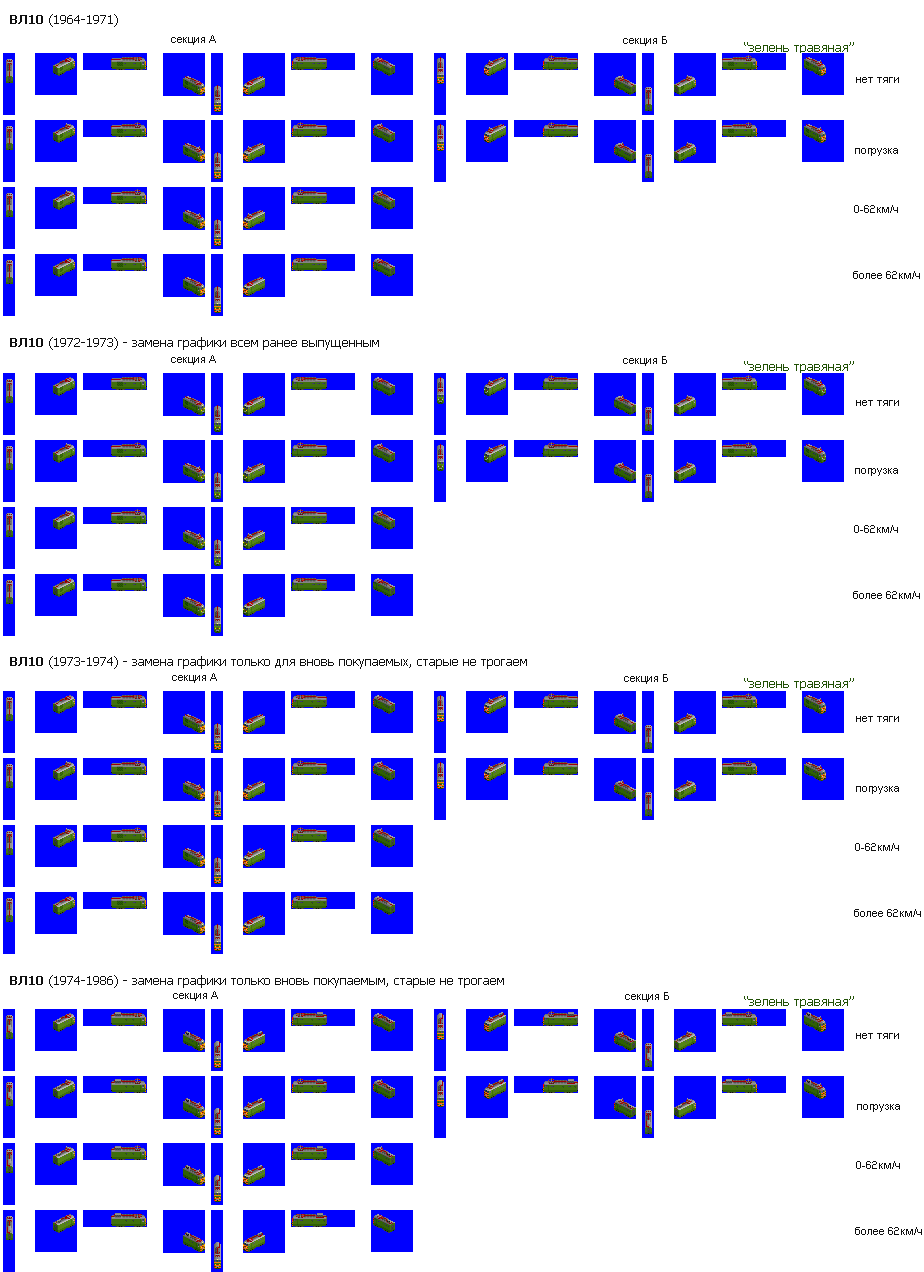 ВЛ10 (1964-1971)
секция А
секция Б
"зелень травяная"
нет тяги
погрузка
0-62км/ч
более 62км/ч
ВЛ10 (1972-1973) - замена графики всем ранее выпущенным
секция А
секция Б
"зелень травяная"
нет тяги
погрузка
0-62км/ч
более 62км/ч
ВЛ10 (1973-1974) - замена графики только для вновь покупаемых, старые не трогаем
секция А
секция Б
"зелень травяная"
нет тяги
погрузка
0-62км/ч
более 62км/ч
ВЛ10 (1974-1986) - замена графики только вновь покупаемым, старые не трогаем
секция А
секция Б
"зелень травяная"
нет тяги
погрузка
0-62км/ч
более 62км/ч